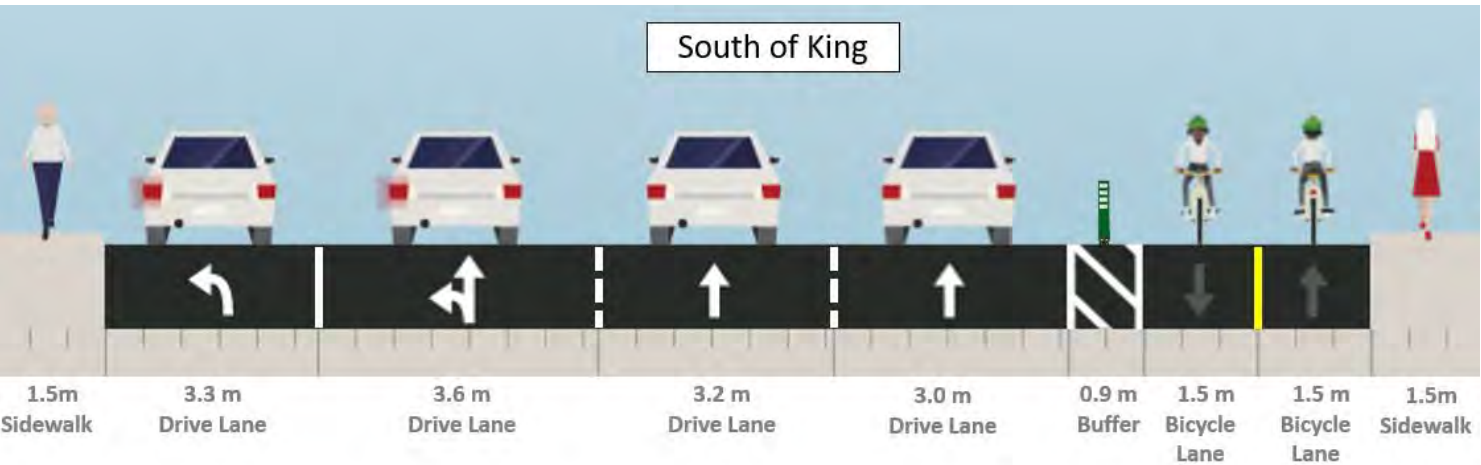 South of King
1.5m 3.3 m 3.6 m 3.2 m 3.0 m 0.9 m 1.5 m 1.5 m 1.5m
Sidewalk Drive Lane Drive Lane Drive Lane Drive Lane Buffer Bicycle Bicycle Sidewalk
Lane Lane